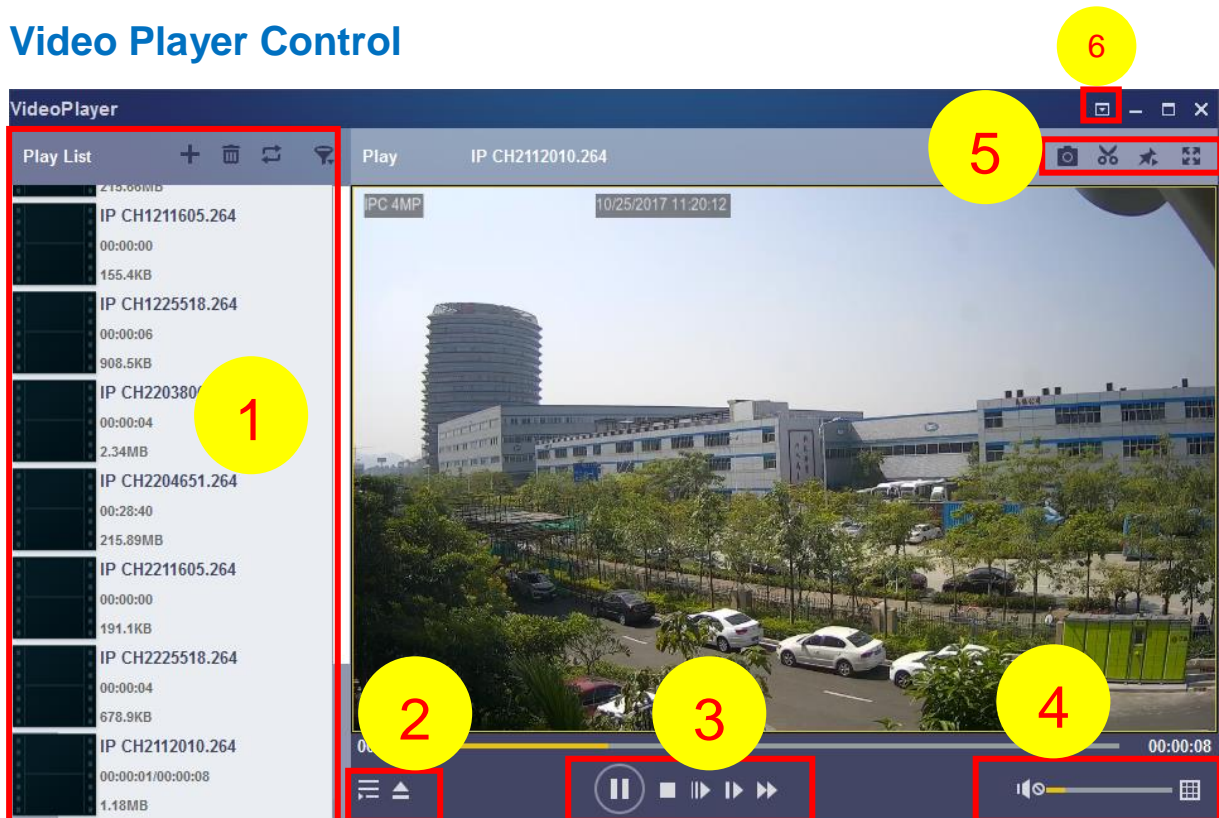 Video Player Control
6
VideoPlayer
5
Play List
Play
IP CH2112010.264
215.66MB
IP CH1211605.264
00:00:00
155.4KB
IP CH1225518.264
00:00:06
908.5KB
00:00:04
2.34MB
IP CH2204651.264
00:28:40
215.89MB
IP CH2211605.264
00:00:00
191.1KB
IP CH2225518.264
00:00:04
678.9KB
IP CH2112010.264
00:00:01/00:00:08
1.18MB
1
IPC 4MP
10/25/2017 11:20:12
2
3
4
00:00:08